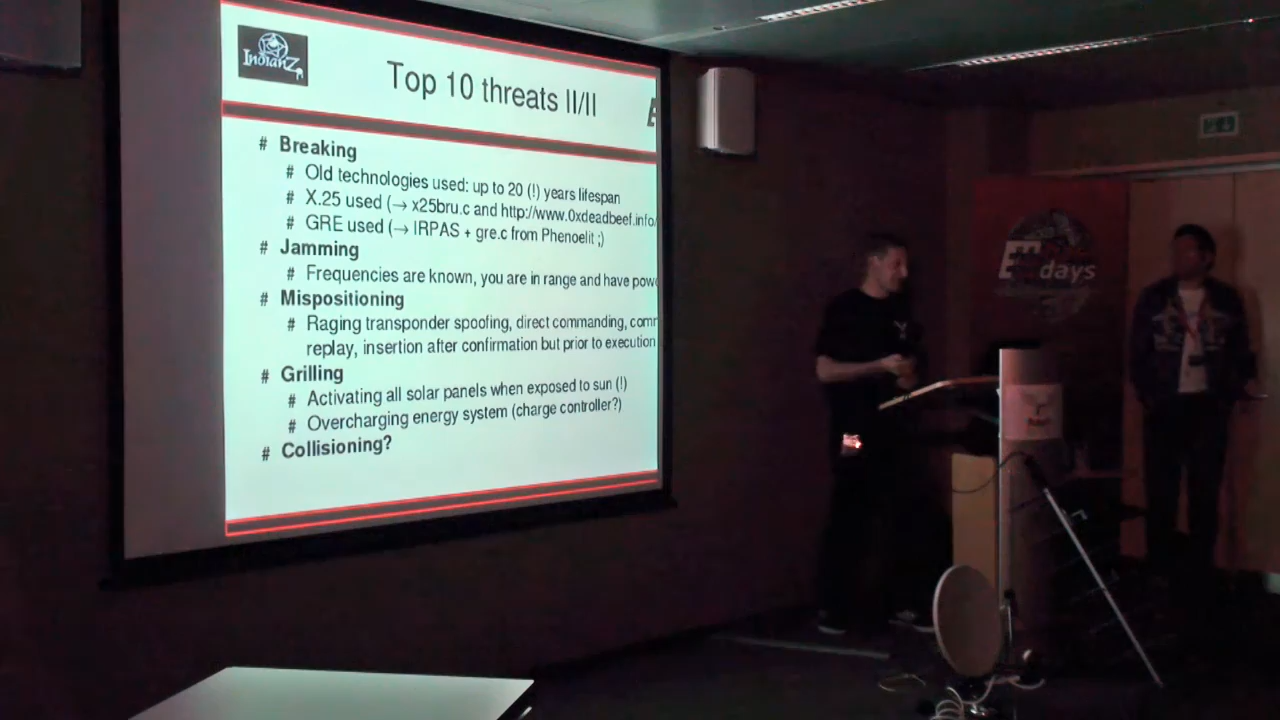 IndianZ
Top 10 threats II/II
# Breaking
# Old technologies used: up to 20 (!) years lifespan
# X.25 used (→ x25bru.c and http://www.0xdeadbeef.info/
# GRE used (→ IRPAS + gre.c from Phenoelit ;)
# Jamming
# Frequencies are known, you are in range and have pow
# Mispositioning
# Raging transponder spoofing, direct commanding, com
replay, insertion after confirmation but prior to execution
# Grilling
# Activating all solar panels when exposed to sun (!)
# Overcharging energy system (charge controller?)
# Collisioning?
days